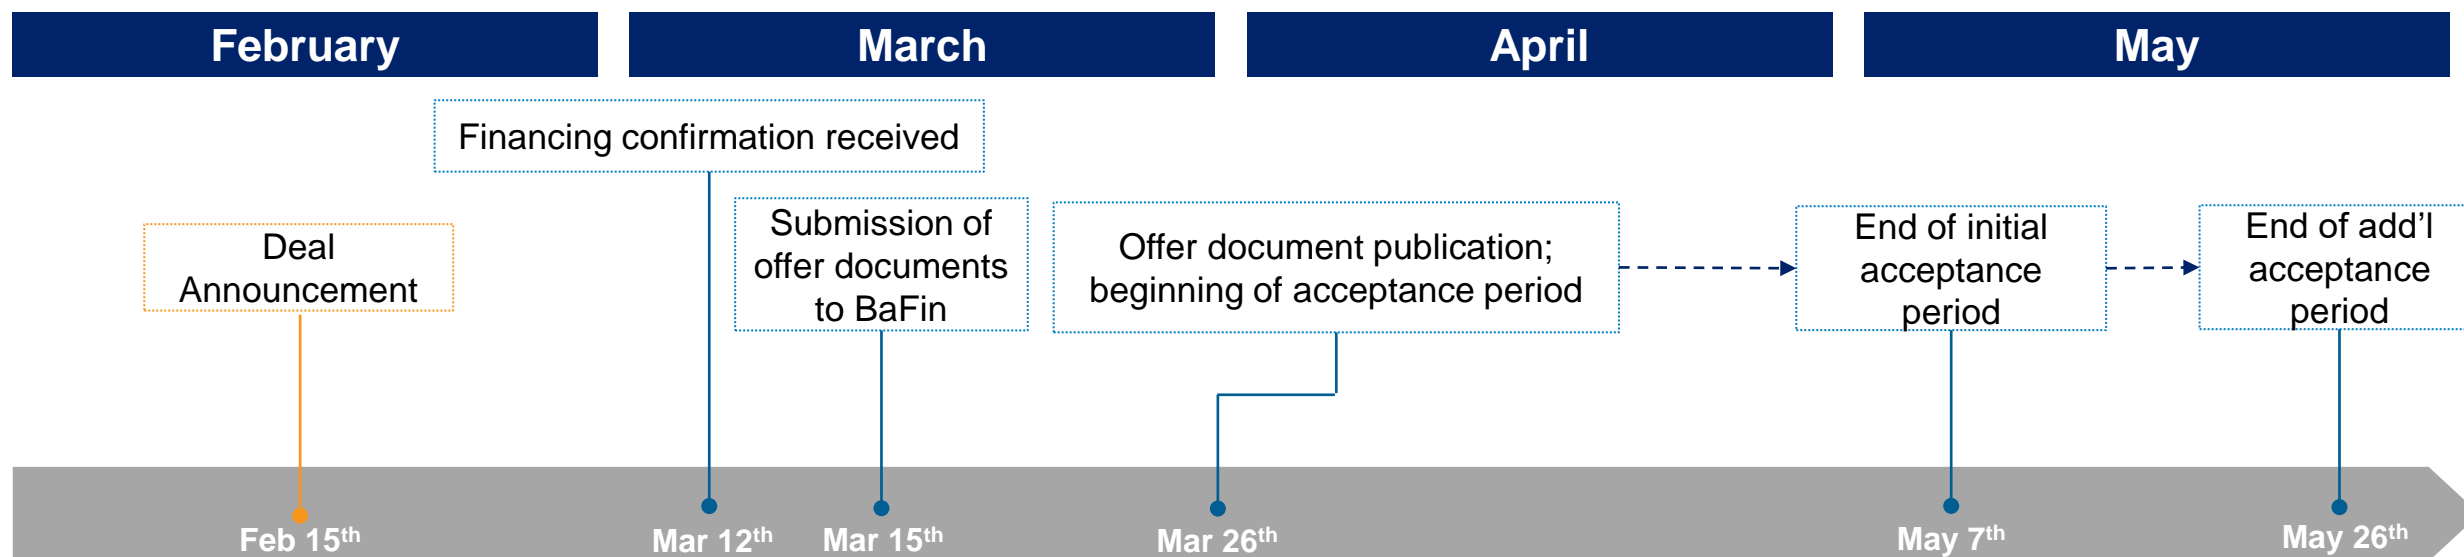 February
March
April
May
Financing confirmation received
Deal
Announcement
Submission of
offer documents
to BaFin
Offer document publication;
beginning of acceptance period
End of initial
acceptance
period
End of add’l
acceptance
period
Feb 15th
Mar 12th
Mar 15th
Mar 26th
May 7th
May 26th